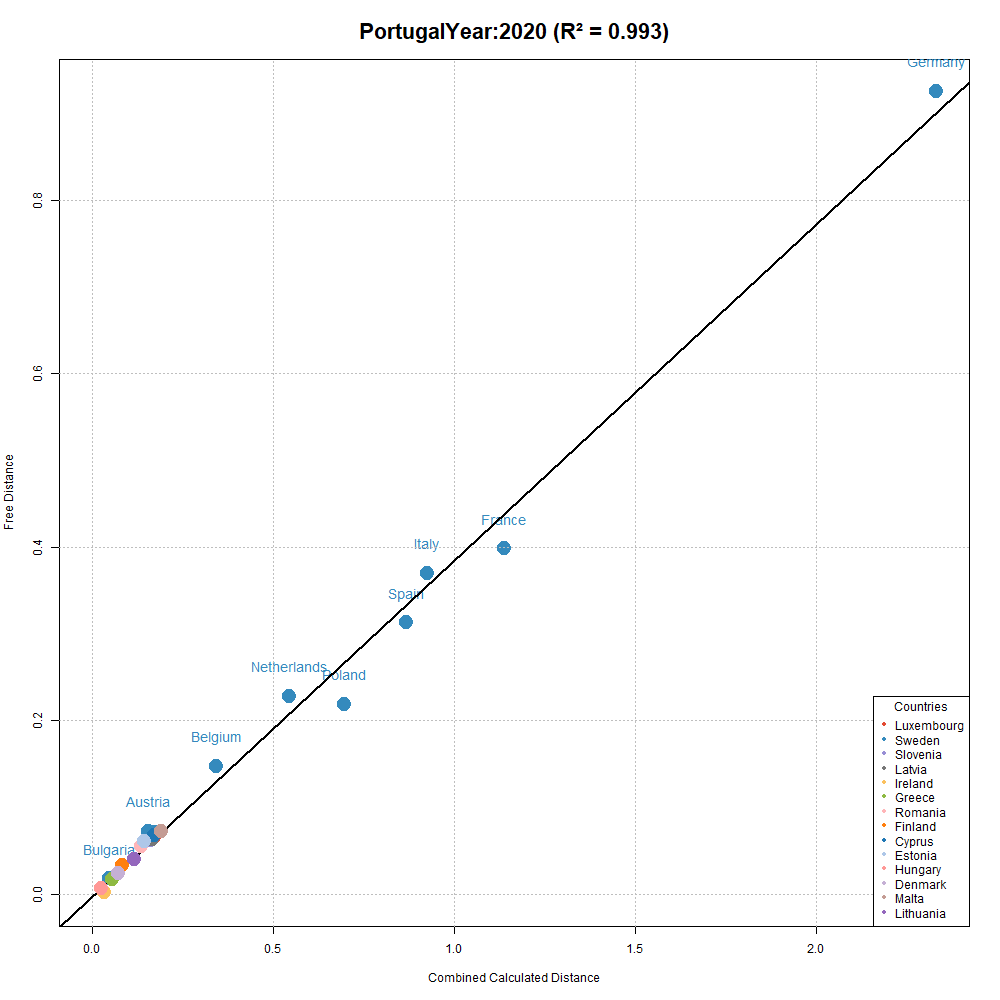 PortugalYear:2020 (R² = 0.993)
Germany
France
Italy
Spain
Netherlands
Poland
Belgium
Austria
Bulgaria
Free Distance
0.8
0.6
0.4
0.2
0.0
0.0 0.5 1.0 1.5 2.0
Combined Calculated Distance
Countries
Luxembourg
Sweden
Slovenia
Latvia
Ireland
Greece
Romania
Finland
Cyprus
Estonia
Hungary
Denmark
Malta
Lithuania